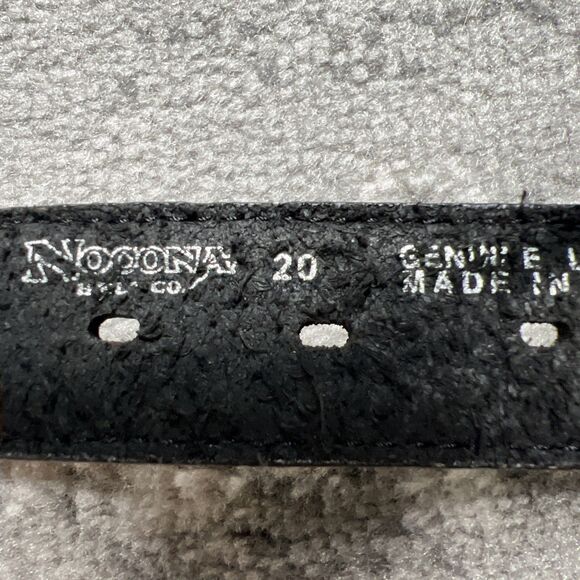 NOCONA
BELT CO.
20
GENUINE L
MADE IN